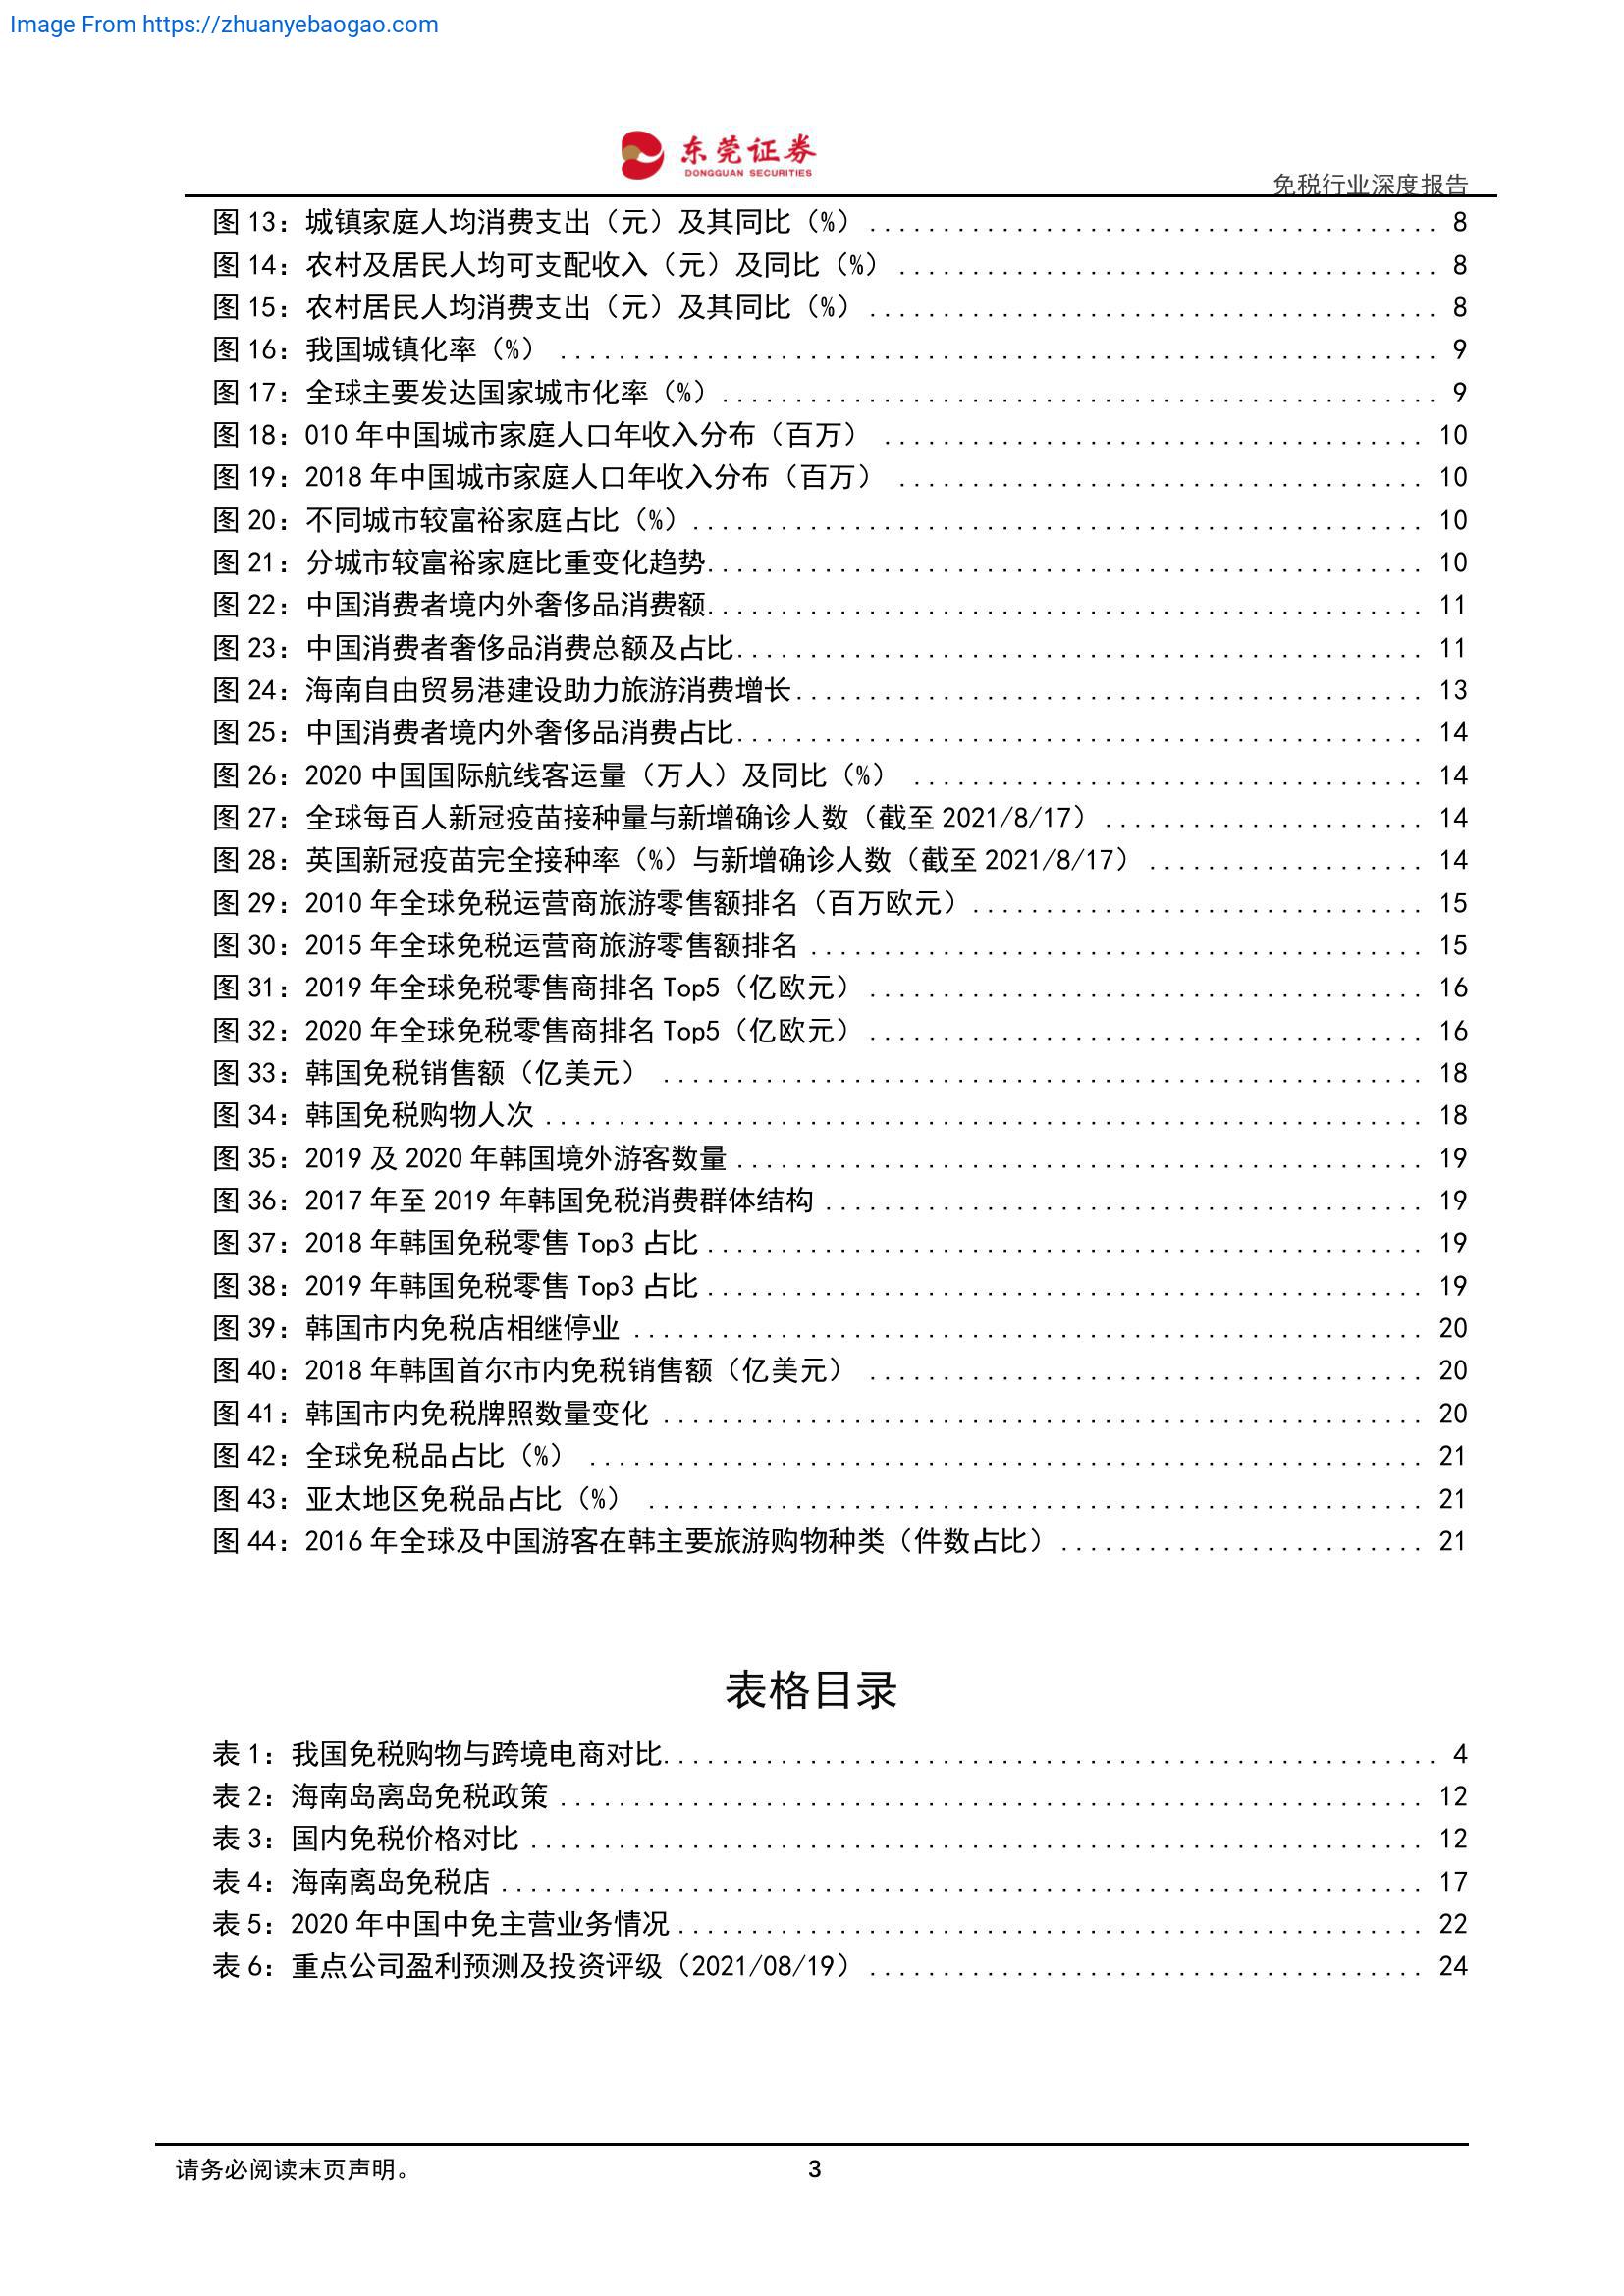 Image From https://zhuanyebaogao.com
东莞证券
DONGGUAN SECURITIES
免税行业深度报告
图 13：城镇家庭人均消费支出（元）及其同比（%）....................................... 8
图 14：农村及居民人均可支配收入（元）及同比（%）..................................... 8
图 15：农村居民人均消费支出（元）及其同比（%）....................................... 8
图 16：我国城镇化率（%） ............................................................ 9
图 17：全球主要发达国家城市化率（%）................................................. 9
图 18：010 年中国城市家庭人口年收入分布（百万） ..................................... 10
图 19：2018 年中国城市家庭人口年收入分布（百万） .................................... 10
图 20：不同城市较富裕家庭占比（%）.................................................. 10
图 21：分城市较富裕家庭比重变化趋势................................................. 10
图 22：中国消费者境内外奢侈品消费额................................................. 11
图 23：中国消费者奢侈品消费总额及占比............................................... 11
图 24：海南自由贸易港建设助力旅游消费增长........................................... 13
图 25：中国消费者境内外奢侈品消费占比............................................... 14
图 26：2020 中国国际航线客运量（万人）及同比（%） ................................... 14
图 27：全球每百人新冠疫苗接种量与新增确诊人数（截至 2021/8/17）...................... 14
图 28：英国新冠疫苗完全接种率（%）与新增确诊人数（截至 2021/8/17）................... 14
图 29：2010 年全球免税运营商旅游零售额排名（百万欧元）............................... 15
图 30：2015 年全球免税运营商旅游零售额排名 .......................................... 15
图 31：2019 年全球免税零售商排名 Top5（亿欧元）...................................... 16
图 32：2020 年全球免税零售商排名 Top5（亿欧元）...................................... 16
图 33：韩国免税销售额（亿美元） .................................................... 18
图 34：韩国免税购物人次 ............................................................ 18
图 35：2019 及 2020 年韩国境外游客数量 ............................................... 19
图 36：2017 年至 2019 年韩国免税消费群体结构 ......................................... 19
图 37：2018 年韩国免税零售 Top3 占比 ................................................. 19
图 38：2019 年韩国免税零售 Top3 占比 ................................................. 19
图 39：韩国市内免税店相继停业 ...................................................... 20
图 40：2018 年韩国首尔市内免税销售额（亿美元） ...................................... 20
图 41：韩国市内免税牌照数量变化 .................................................... 20
图 42：全球免税品占比（%） ......................................................... 21
图 43：亚太地区免税品占比（%） ..................................................... 21
图 44：2016 年全球及中国游客在韩主要旅游购物种类（件数占比）......................... 21
表格目录
表 1：我国免税购物与跨境电商对比..................................................... 4
表 2：海南岛离岛免税政策 ........................................................... 12
表 3：国内免税价格对比 ............................................................. 12
表 4：海南离岛免税店 ............................................................... 17
表 5：2020 年中国中免主营业务情况 ................................................... 22
表 6：重点公司盈利预测及投资评级（2021/08/19）...................................... 24
请务必阅读末页声明。
3